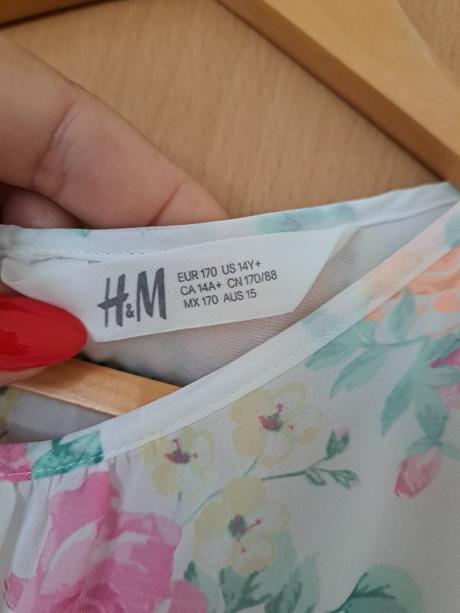 H&M
EUR 170 US 14Y+
CA 14A+ CN 170/88
MX 170 AUS 15